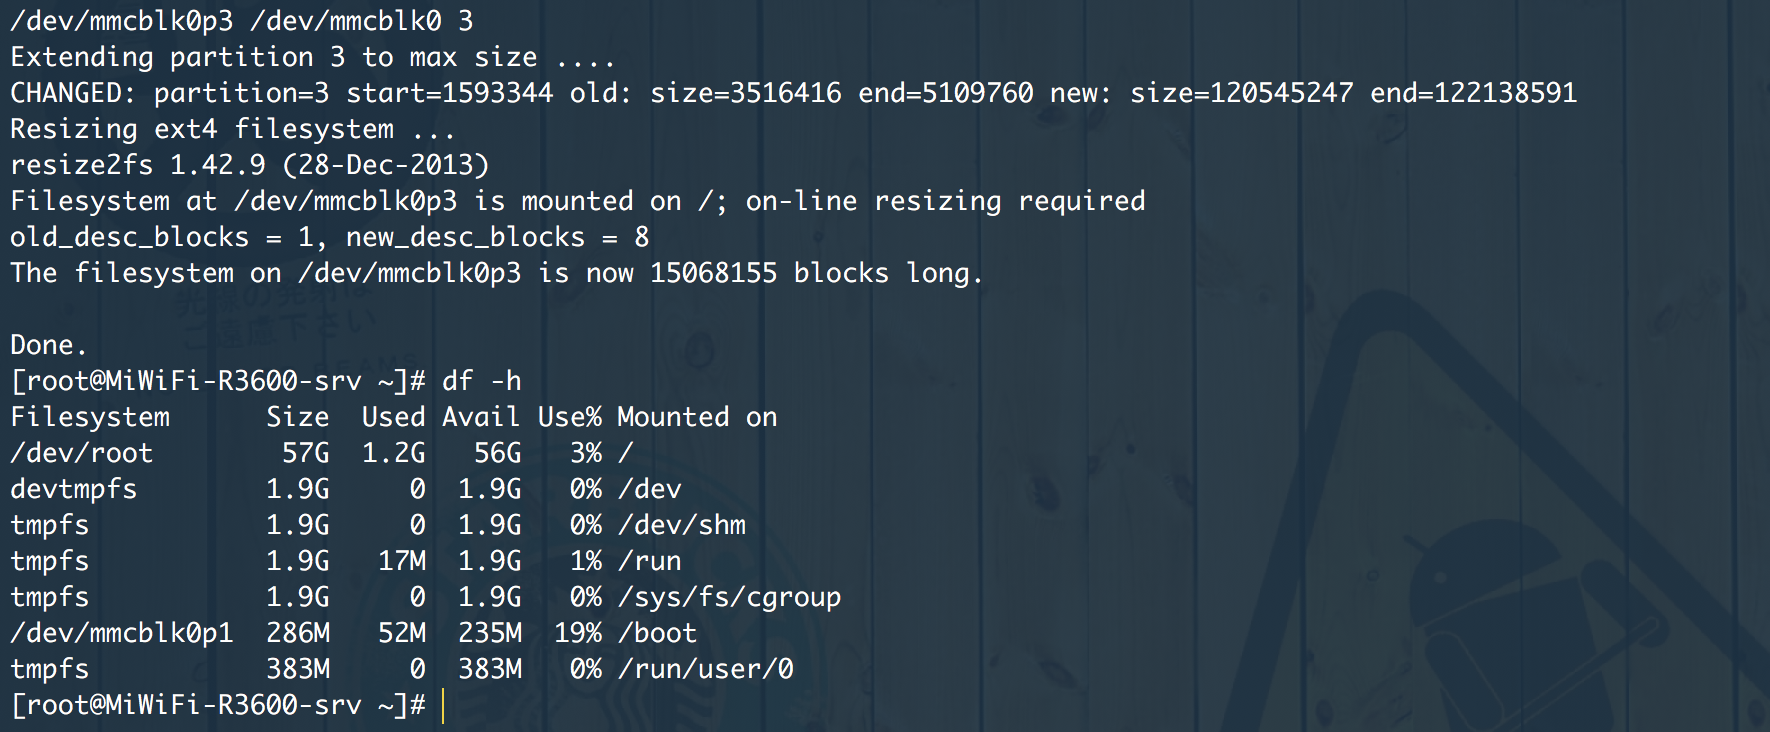 /dev/mmcblk0p3 /dev/mmcblk0 3
Extending partition 3 to max size ....
CHANGED: partition=3 start=1593344 old: size=3516416 end=5109760 new: size=120545247 end=122138591
Resizing ext4 filesystem ...
resize2fs 1.42.9 (28-Dec-2013)
Filesystem at /dev/mmcblk0p3 is mounted on /; on-line resizing required
old_desc_blocks = 1, new_desc_blocks = 8
The filesystem on /dev/mmcblk0p3 is now 15068155 blocks long.
ご遠慮下さい
Done.
[root@MiWiFi-R3600-srv ~]# df -h
Filesystem      Size  Used Avail Use% Mounted on
/dev/root        57G  1.2G   56G   3% /
devtmpfs        1.9G     0  1.9G   0% /dev
tmpfs           1.9G     0  1.9G   0% /dev/shm
tmpfs           1.9G   17M  1.9G   1% /run
tmpfs           1.9G     0  1.9G   0% /sys/fs/cgroup
/dev/mmcblk0p1  286M   52M  235M  19% /boot
tmpfs           383M     0  383M   0% /run/user/0
[root@MiWiFi-R3600-srv ~]#